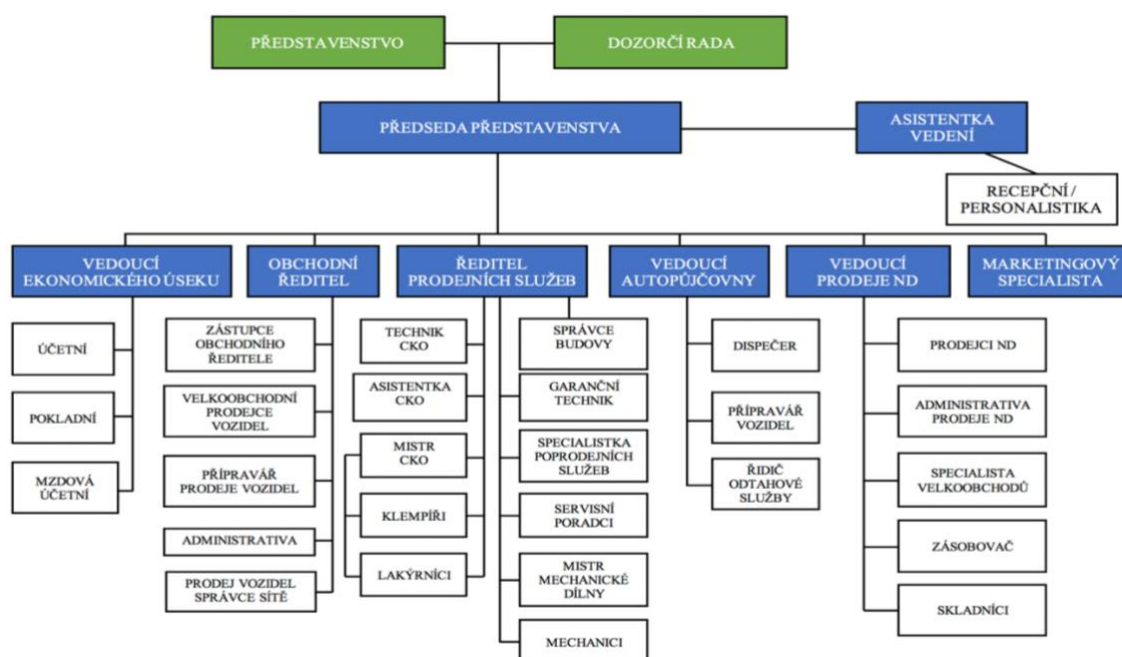 PŘEDSTAVENSTVO
DOZORČÍ RADA
PŘEDSEDA PŘEDSTAVENSTVA
ASISTENTKA
VEDENÍ
RECEPČNÍ /
PERSONALISTIKA
VEDOUCÍ
EKONOMICKÉHO ÚSEKU
OBCHODNÍ
ŘEDITEL
ŘEDITEL
PRODEJNÍCH SLUŽEB
VEDOUCÍ
AUTOPŮJČOVNY
VEDOUCÍ
PRODEJE ND
MARKETINGOVÝ
SPECIALISTA
ÚČETNÍ
POKLADNÍ
MZDOVÁ
ÚČETNÍ
ZÁSTUPCE
OBCHODNÍHO
ŘEDITELE
VELKOOBCHODNÍ
PRODEJCE
VOZIDEL
PŘÍPRAVÁŘ
PRODEJE VOZIDEL
ADMINISTRATIVA
PRODEJ VOZIDEL
SPRÁVCE SÍTĚ
TECHNIK
CKO
ASISTENTKA
CKO
MISTR
CKO
KLEMPÍŘI
LAKÝRNÍCI
SPRÁVCE
BUDOVY
GARANČNÍ
TECHNIK
SPECIALISTKA
POPRODEJNÍCH
SLUŽEB
SERVISNÍ
PORADCI
MISTR
MECHANICKÉ
DÍLNY
MECHANICI
DISPEČER
PŘÍPRAVÁŘ
VOZIDEL
ŘIDIČ
ODTAHOVÉ
SLUŽBY
PRODEJCI ND
ADMINISTRATIVA
PRODEJE ND
SPECIALISTA
VELKOOBCHODŮ
ZÁSOBOVAČ
SKLADNÍCI